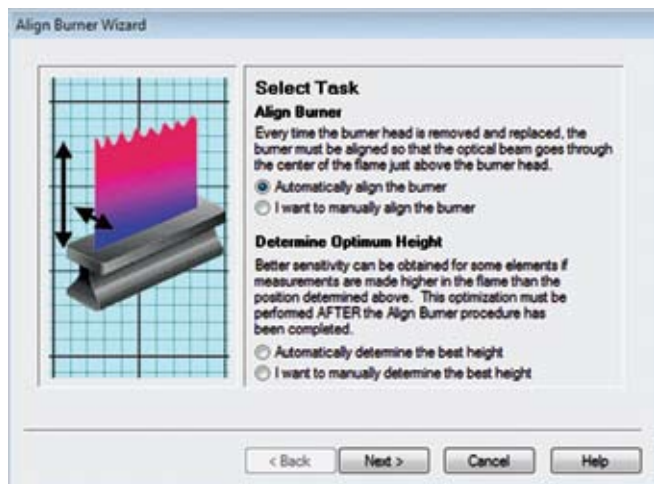 Align Burner Wizard
Select Task
Align Burner
Every time the burner head is removed and replaced, the
burner must be aligned so that the optical beam goes through
the center of the flame just above the burner head.
Automatically align the burner
I want to manually align the burner
Determine Optimum Height
Better sensitivity can be obtained for some elements if
measurements are made higher in the flame than the
position determined above. This optimization must be
performed AFTER the Align Burner procedure has
been completed.
Automatically determine the best height
I want to manually determine the best height
< Back
Next >
Cancel
Help